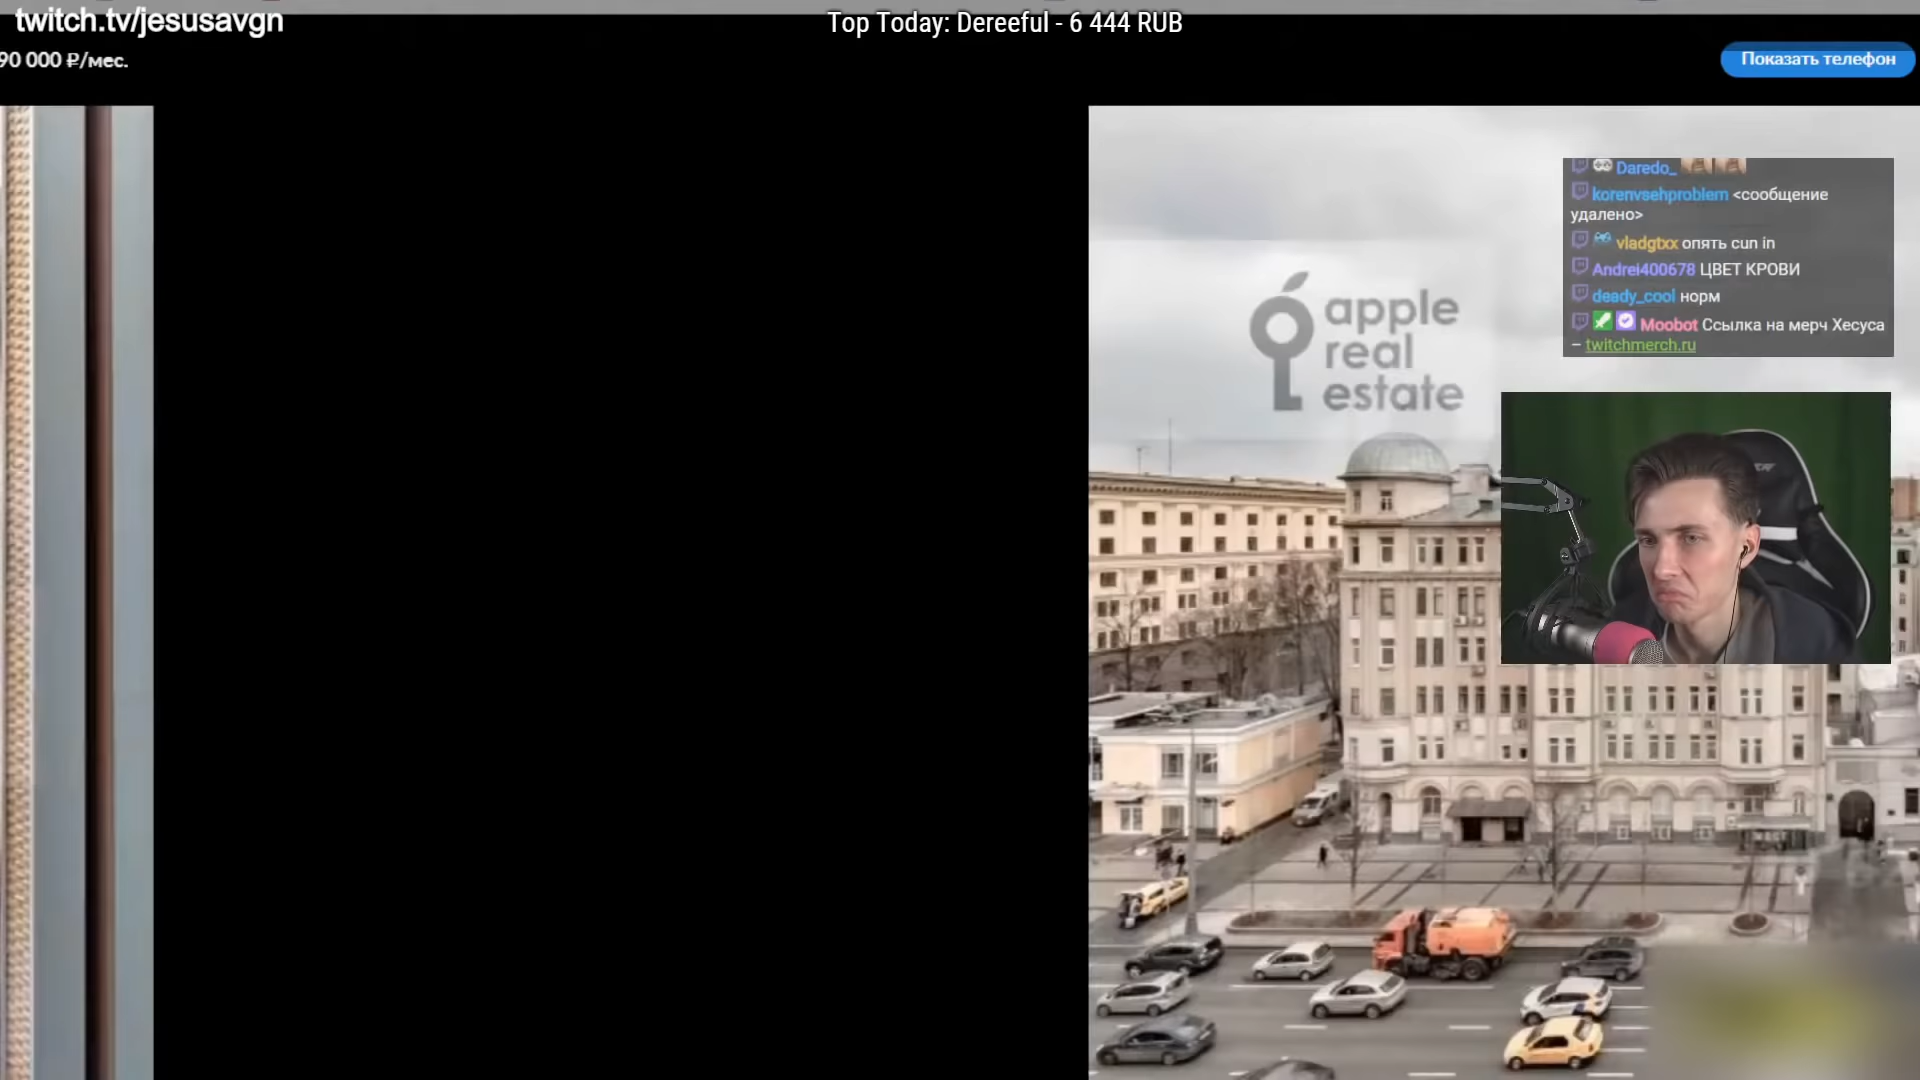 twitch.tv/jesusavgn
Top Today: Dereeful - 6 444 RUB
90 000 ₽/мес.
Показать телефон
Daredo_
korenvsehproblem <сообщение
удалено>
vladgtxx опять cun in
Andrei400678 ЦВЕТ КРОВИ
deady_cool норм
Moobot Ссылка на мерч Хесуса
– twitchmerch.ru
apple
real
estate